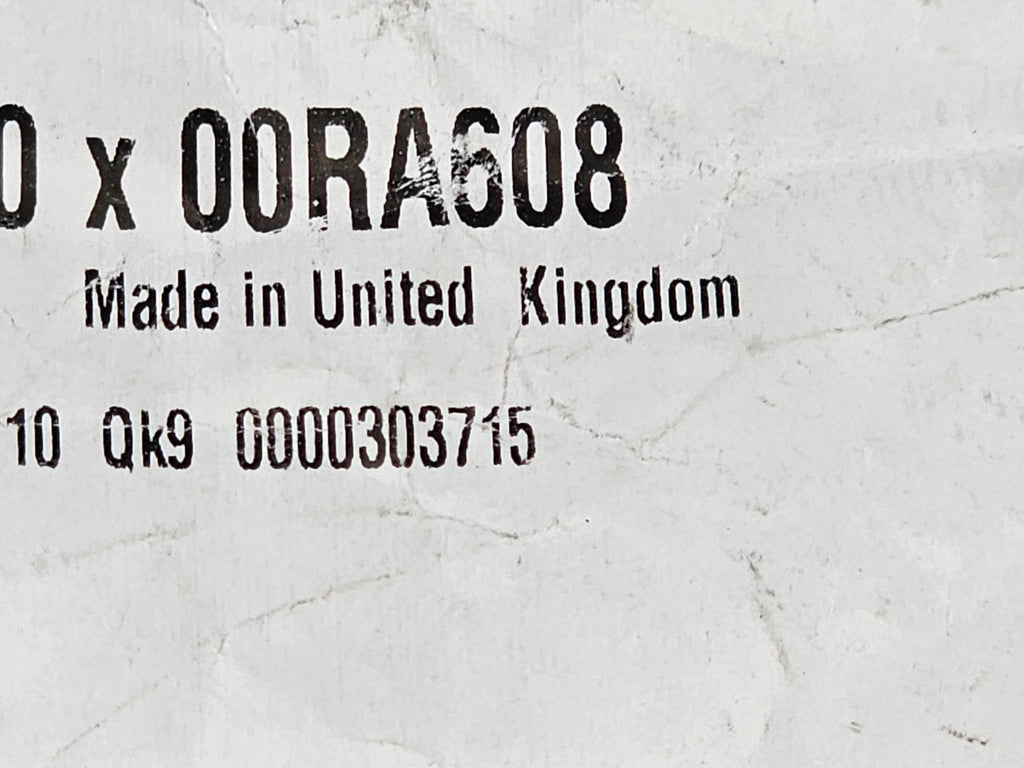 0 x 00RA608
Made in United Kingdom
10 Qk9 0000303715